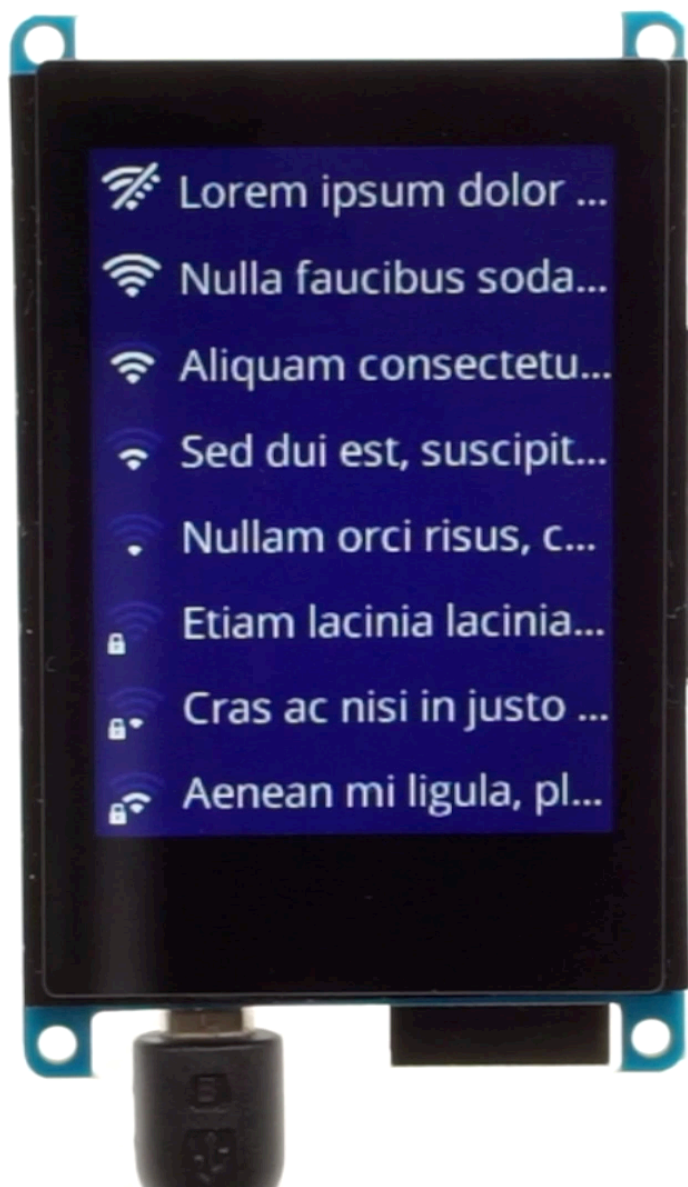 Lorem ipsum dolor ...
Nulla faucibus soda...
Aliquam consectetu...
Sed dui est, suscipit...
Nullam orci risus, c...
Etiam lacinia lacinia...
Cras ac nisi in justo ...
Aenean mi ligula, pl...